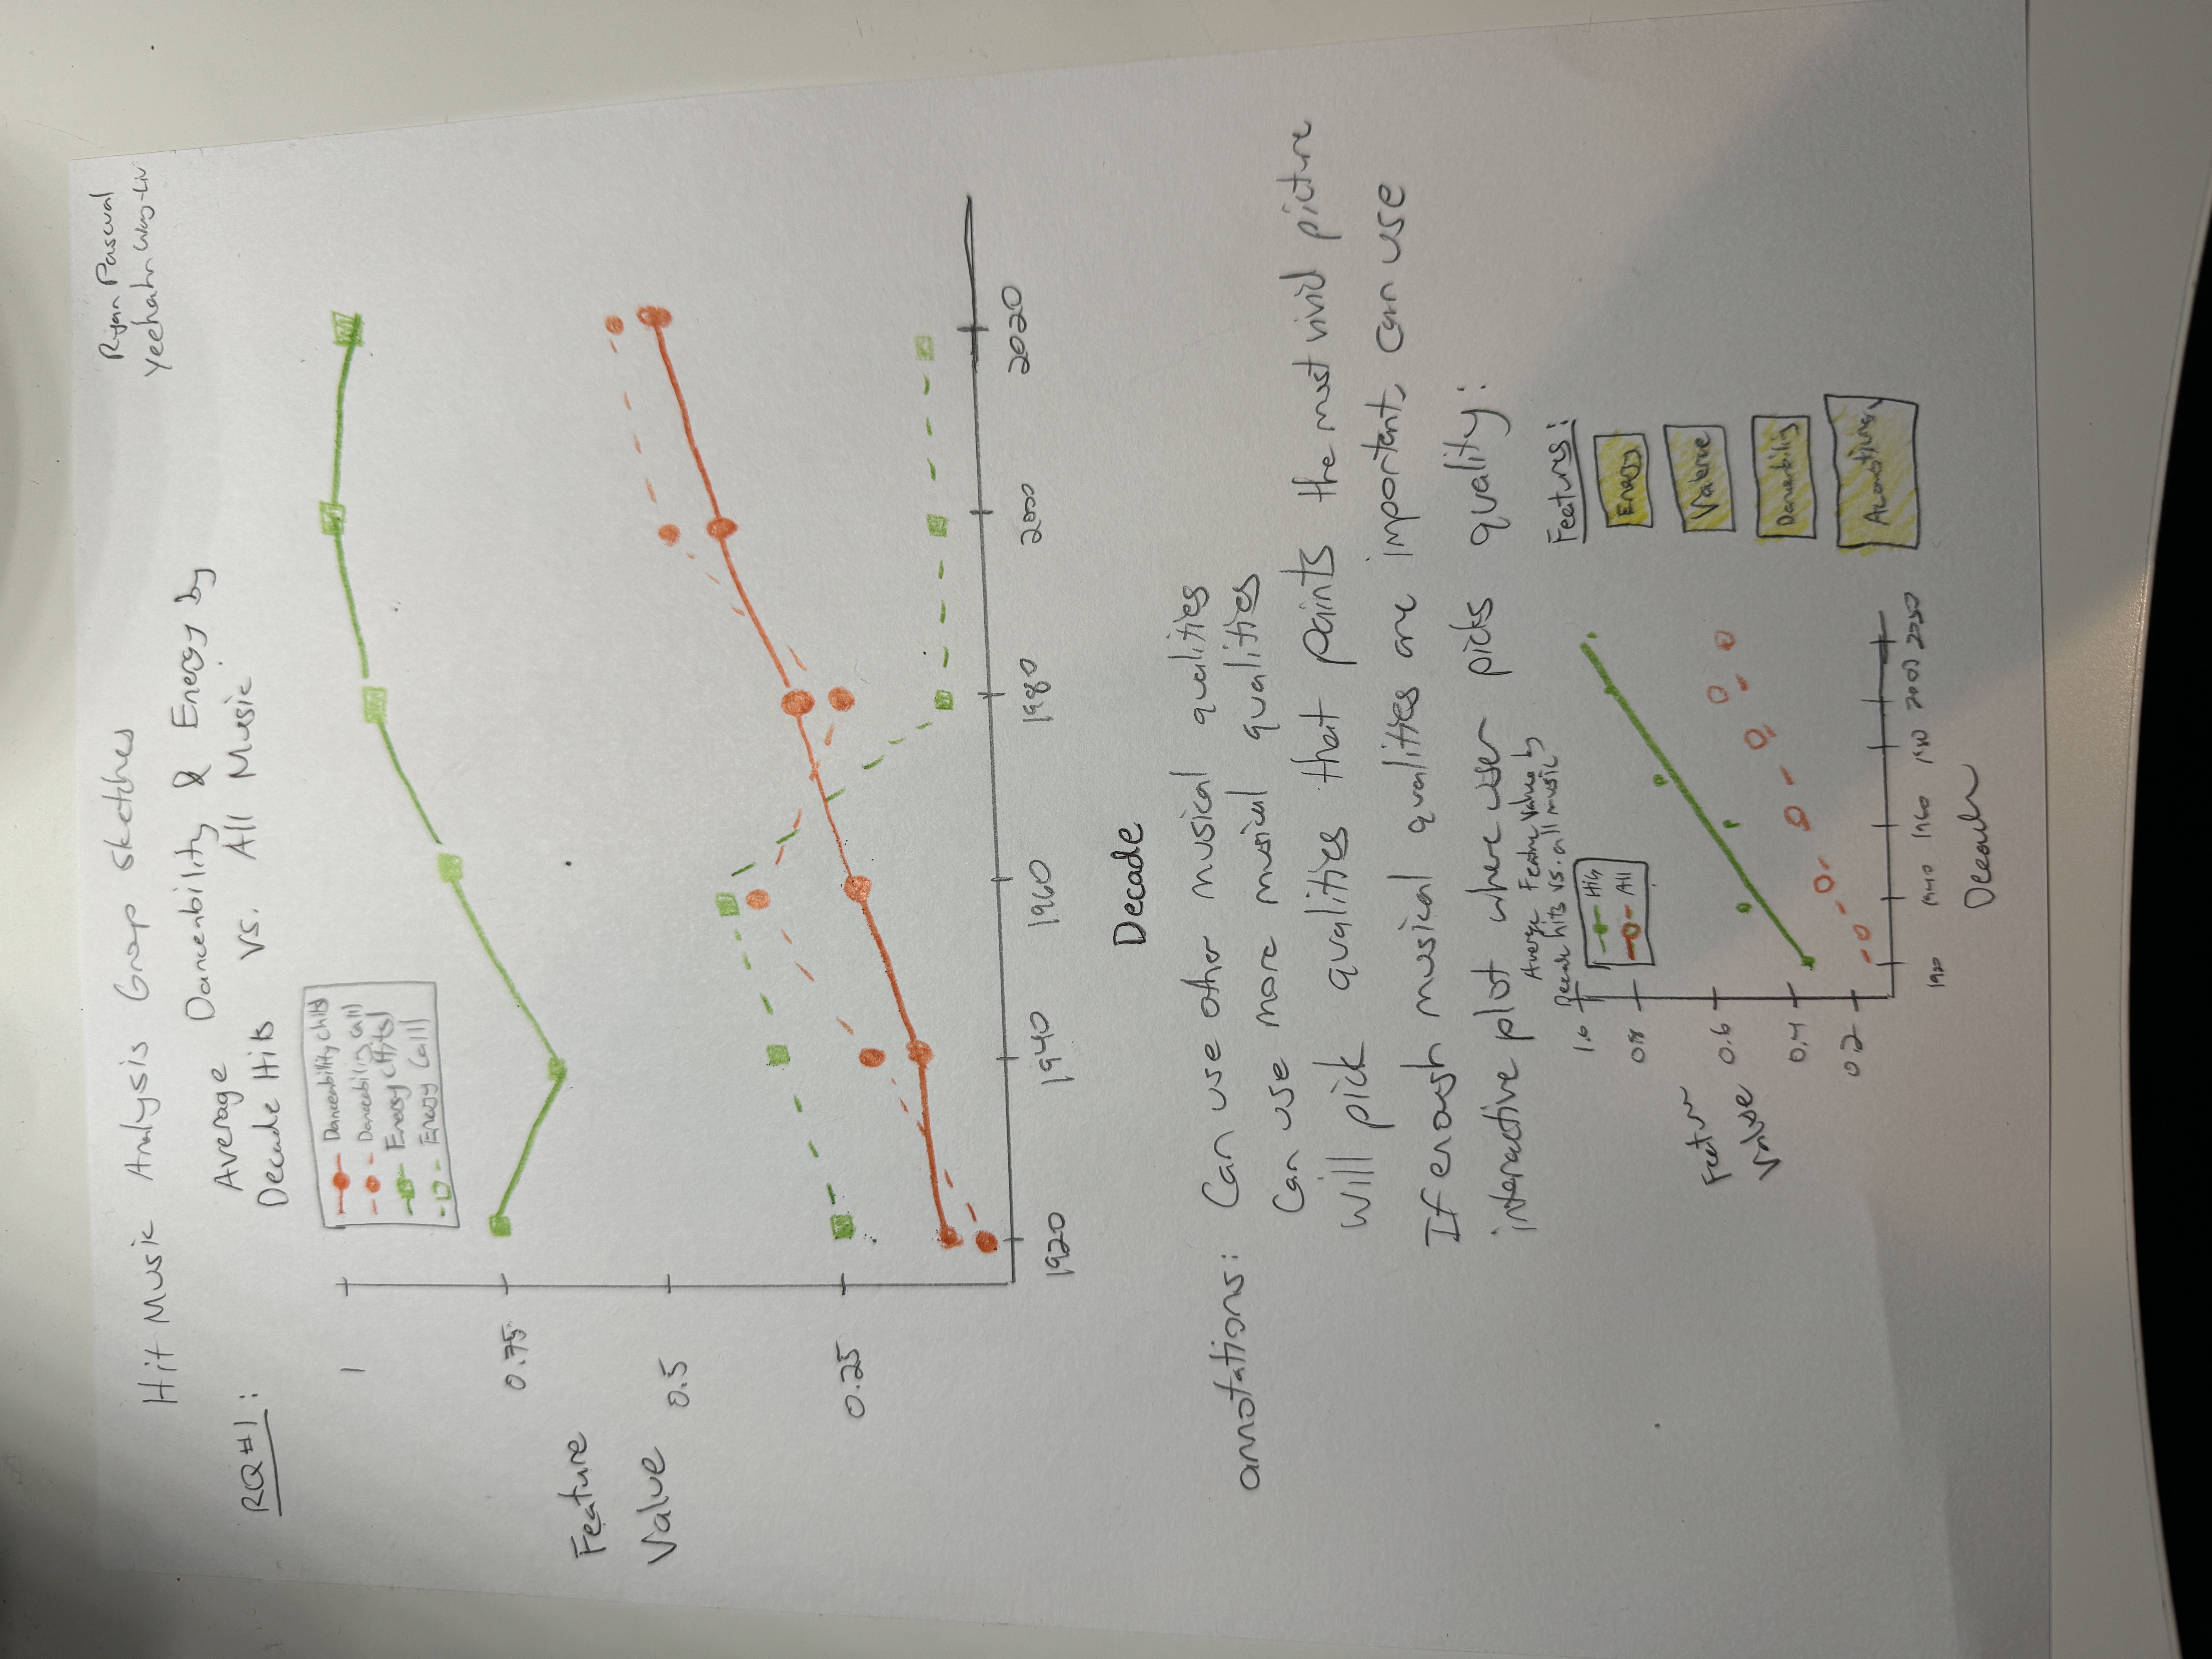 Hit Music Analysis Group Sketches
Ryan Pascual
Yeehahn
RQ#1:
Average Danceability & Energy by
Decade Hits vs. All Music
Danceability (hits)
Danceability (all)
Energy (Hits)
Energy (all)
1
0.75
0.5
0.25
Feature
Value
1920
1940
1960
1980
2000
2020
Decade
annotations: Can use other musical qualities
Can use more musical qualities
Will pick qualities that paints the most vivid picture
If enough musical qualities are important, can use
interactive plot where user picks quality:
Average Feature Value by
Decade hits vs. all music
Hits
All
1.0
0.8
0.6
0.4
0.2
Feature
Value
1920
1940
1960
1980
2000
Decade
Features:
Energy
Valence
Danceability